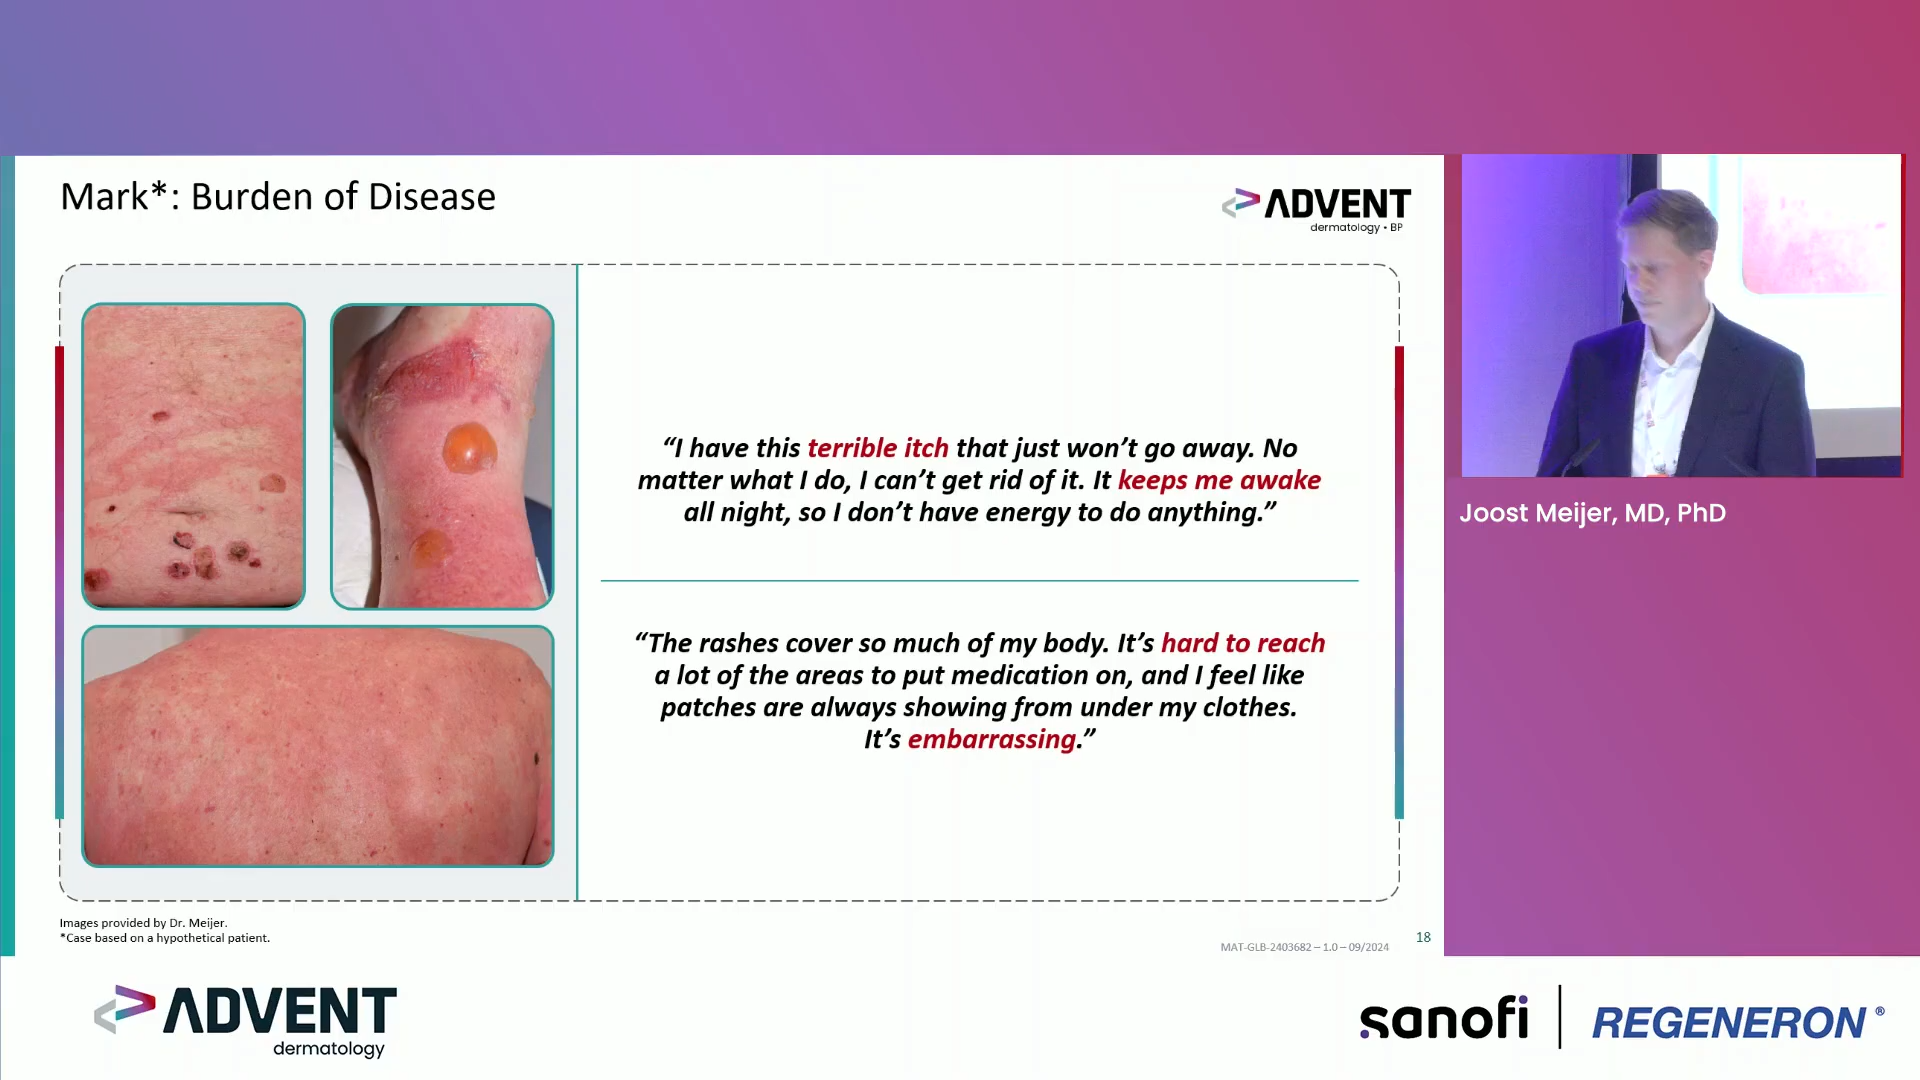 Mark*: Burden of Disease
ADVENT
dermatology • BP
“I have this terrible itch that just won’t go away. No
matter what I do, I can’t get rid of it. It keeps me awake
all night, so I don’t have energy to do anything.”
“The rashes cover so much of my body. It’s hard to reach
a lot of the areas to put medication on, and I feel like
patches are always showing from under my clothes.
It’s embarrassing.”
Joost Meijer, MD, PhD
Images provided by Dr. Meijer.
*Case based on a hypothetical patient.
MAT-GLB-2403682 – 1.0 – 09/2024
18
ADVENT
dermatology
sanofi
REGENERON®